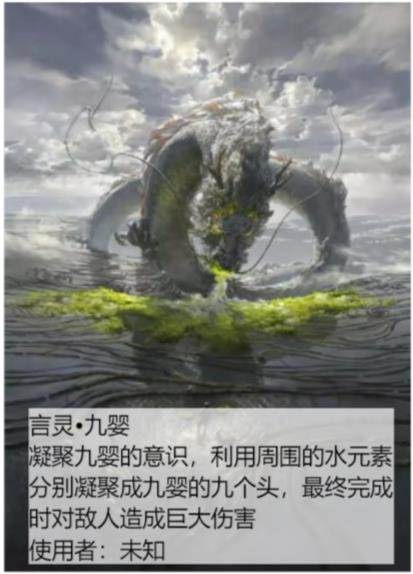 言灵•九婴
凝聚九婴的意识，利用周围的水元素
分别凝聚成九婴的九个头，最终完成
时对敌人造成巨大伤害
使用者：未知